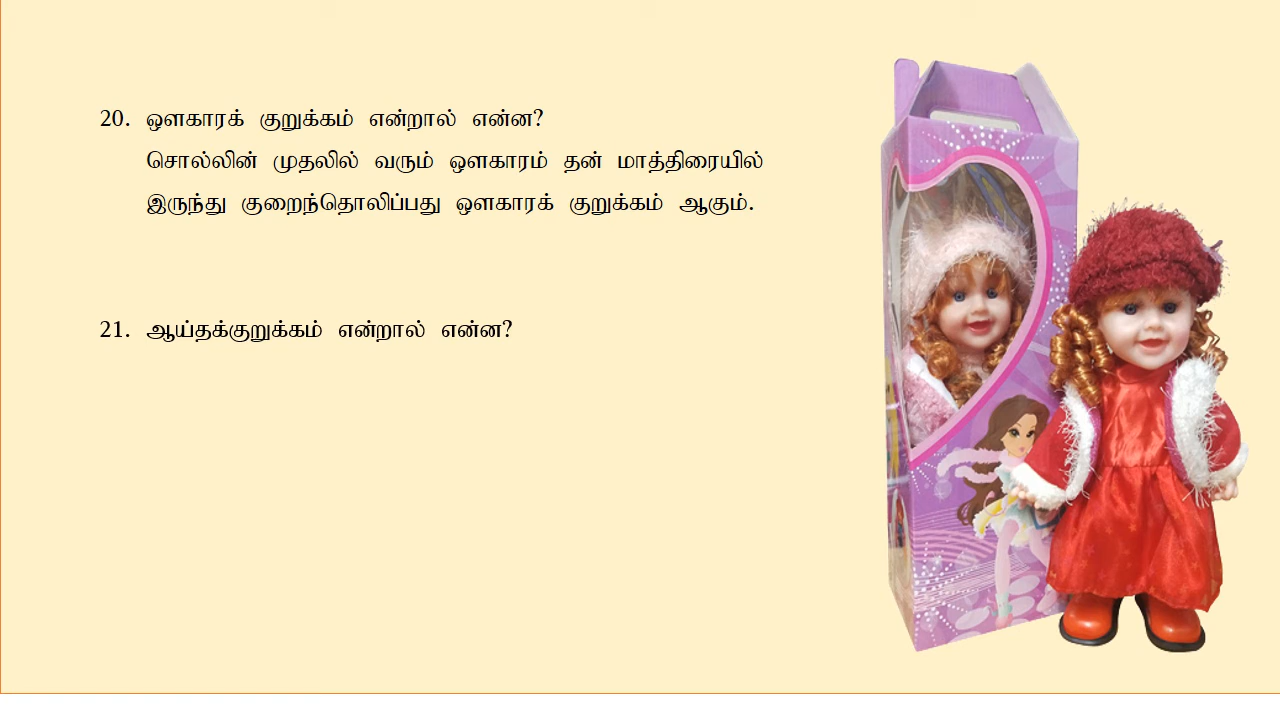 20. ஔகாரக் குறுக்கம் என்றால் என்ன?
சொல்லின் முதலில் வரும் ஔகாரம் தன் மாத்திரையில்
இருந்து குறைந்தொலிப்பது ஔகாரக் குறுக்கம் ஆகும்.
21. ஆய்தக்குறுக்கம் என்றால் என்ன?